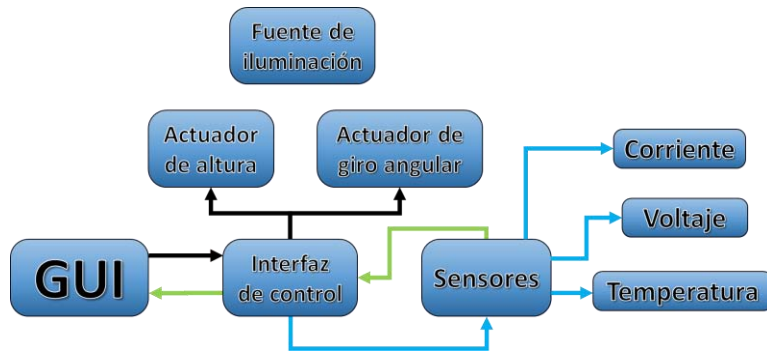 Fuente de
iluminación
Actuador
de altura
Actuador de
giro angular
Corriente
Voltaje
GUI
Interfaz
de control
Sensores
Temperatura